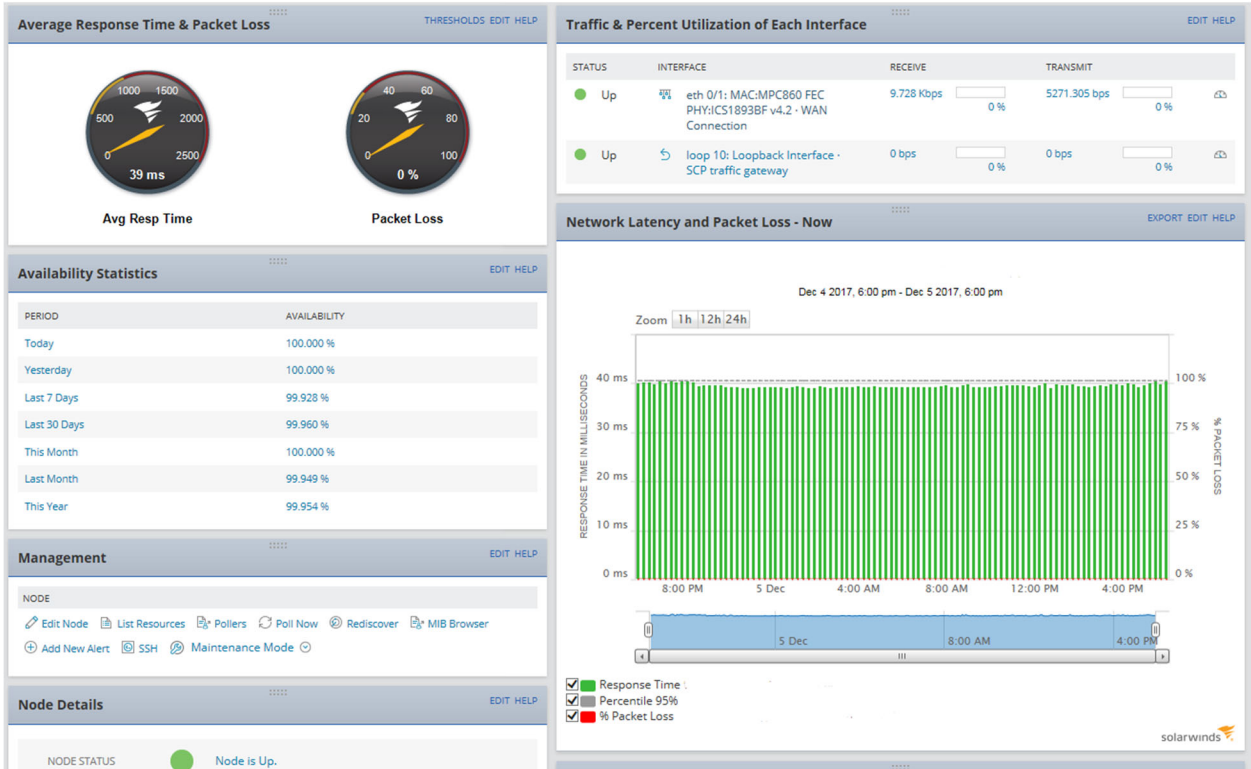 Average Response Time & Packet Loss
THRESHOLDS EDIT HELP
500 1000 1500 2000
0 2500
39 ms
Avg Resp Time
20 40 60 80
0 100
0 %
Packet Loss
Availability Statistics
EDIT HELP
PERIOD AVAILABILITY
Today 100.000 %
Yesterday 100.000 %
Last 7 Days 99.928 %
Last 30 Days 99.960 %
This Month 100.000 %
Last Month 99.949 %
This Year 99.954 %
Management
EDIT HELP
NODE
Edit Node List Resources Pollers Poll Now Rediscover MIB Browser
Add New Alert SSH Maintenance Mode
Node Details
EDIT HELP
NODE STATUS Node is Up.
Traffic & Percent Utilization of Each Interface
EDIT HELP
STATUS INTERFACE RECEIVE TRANSMIT
Up eth 0/1: MAC:MPC860 FEC 9.728 Kbps 0 % 5271.305 bps 0 %
PHY:ICS1893BF v4.2 · WAN
Connection
Up loop 10: Loopback Interface · 0 bps 0 % 0 bps 0 %
SCP traffic gateway
Network Latency and Packet Loss - Now
EXPORT EDIT HELP
Dec 4 2017, 6:00 pm - Dec 5 2017, 6:00 pm
Zoom 1h 12h 24h
RESPONSE TIME IN MILLISECONDS
40 ms
30 ms
20 ms
10 ms
0 ms
100 %
75 %
50 %
25 %
0 %
% PACKET LOSS
8:00 PM 5 Dec 4:00 AM 8:00 AM 12:00 PM 4:00 PM
5 Dec 8:00 AM 4:00 PM
Response Time
Percentile 95%
% Packet Loss
solarwinds